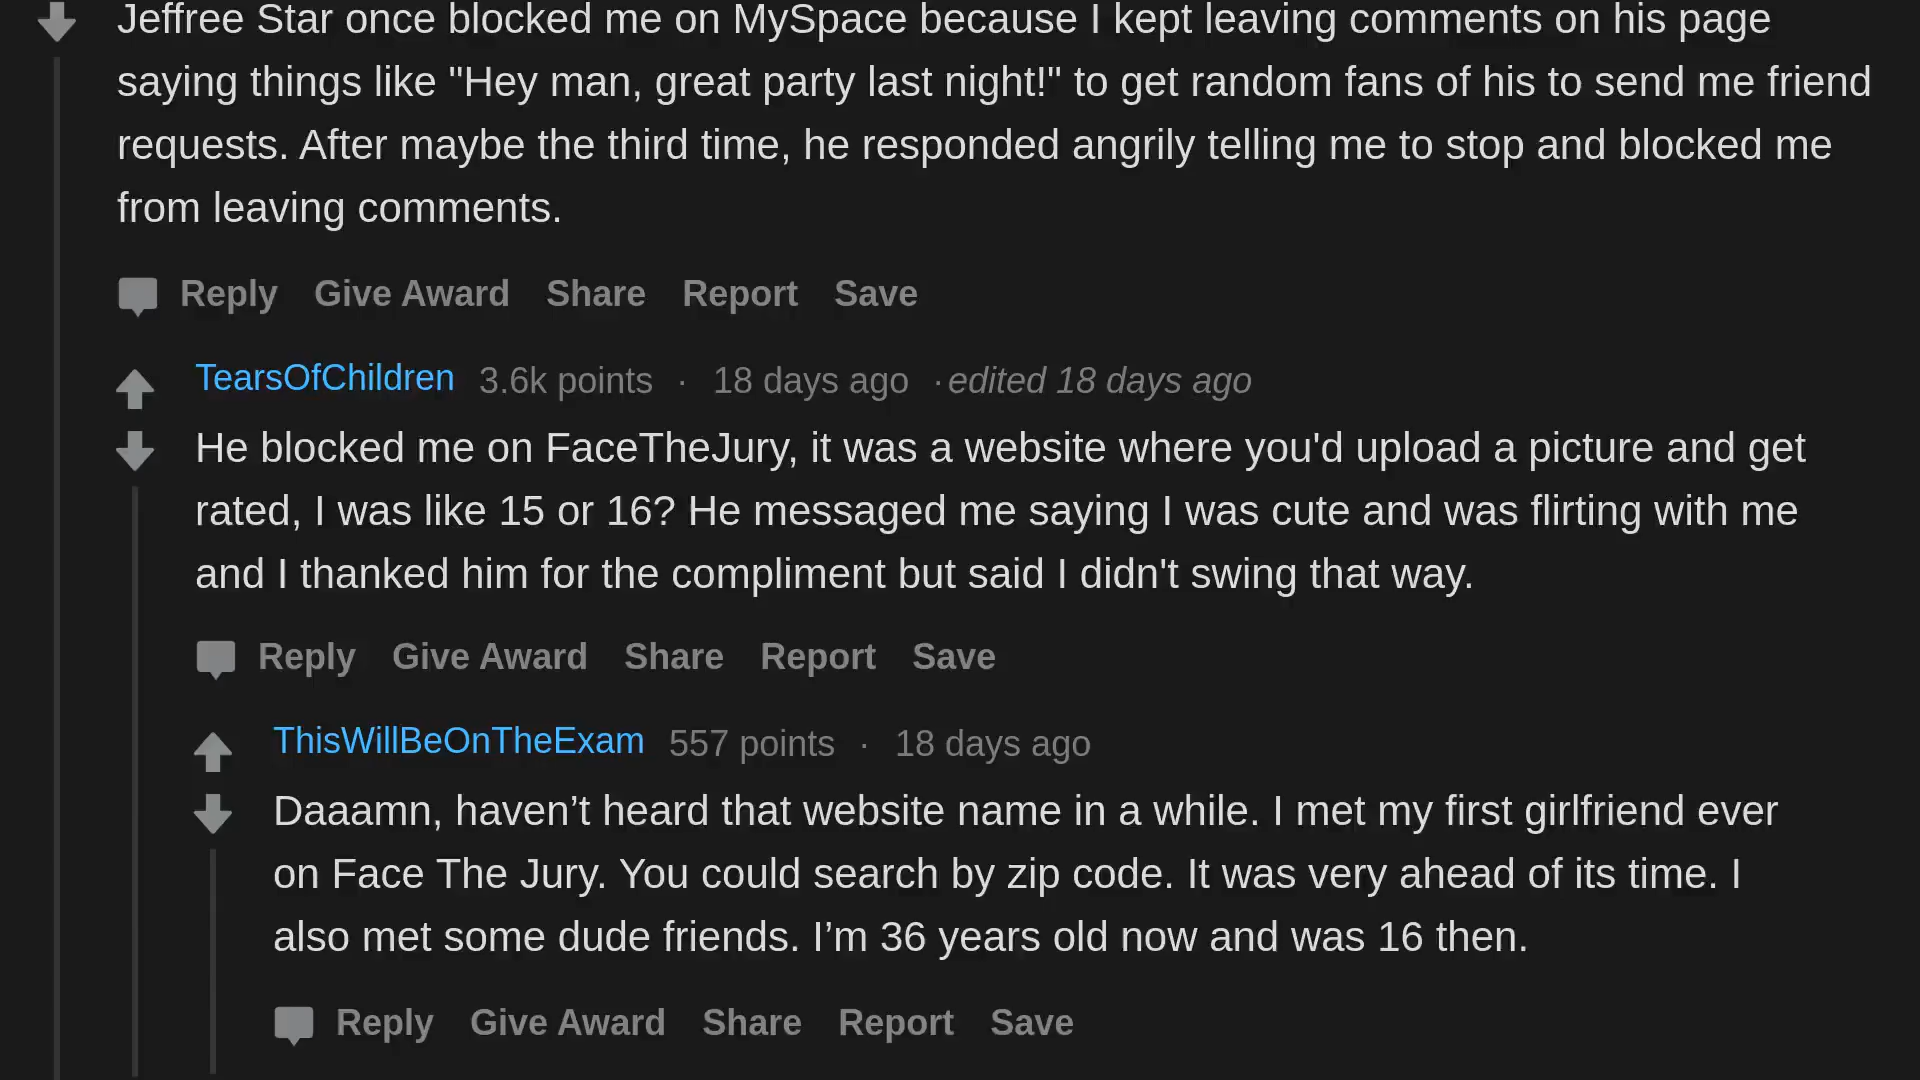 Jeffree Star once blocked me on MySpace because I kept leaving comments on his page
saying things like "Hey man, great party last night!" to get random fans of his to send me friend
requests. After maybe the third time, he responded angrily telling me to stop and blocked me
from leaving comments.
Reply Give Award Share Report Save
TearsOfChildren 3.6k points · 18 days ago · edited 18 days ago
He blocked me on FaceTheJury, it was a website where you'd upload a picture and get
rated, I was like 15 or 16? He messaged me saying I was cute and was flirting with me
and I thanked him for the compliment but said I didn't swing that way.
Reply Give Award Share Report Save
ThisWillBeOnTheExam 557 points · 18 days ago
Daaamn, haven’t heard that website name in a while. I met my first girlfriend ever
on Face The Jury. You could search by zip code. It was very ahead of its time. I
also met some dude friends. I’m 36 years old now and was 16 then.
Reply Give Award Share Report Save